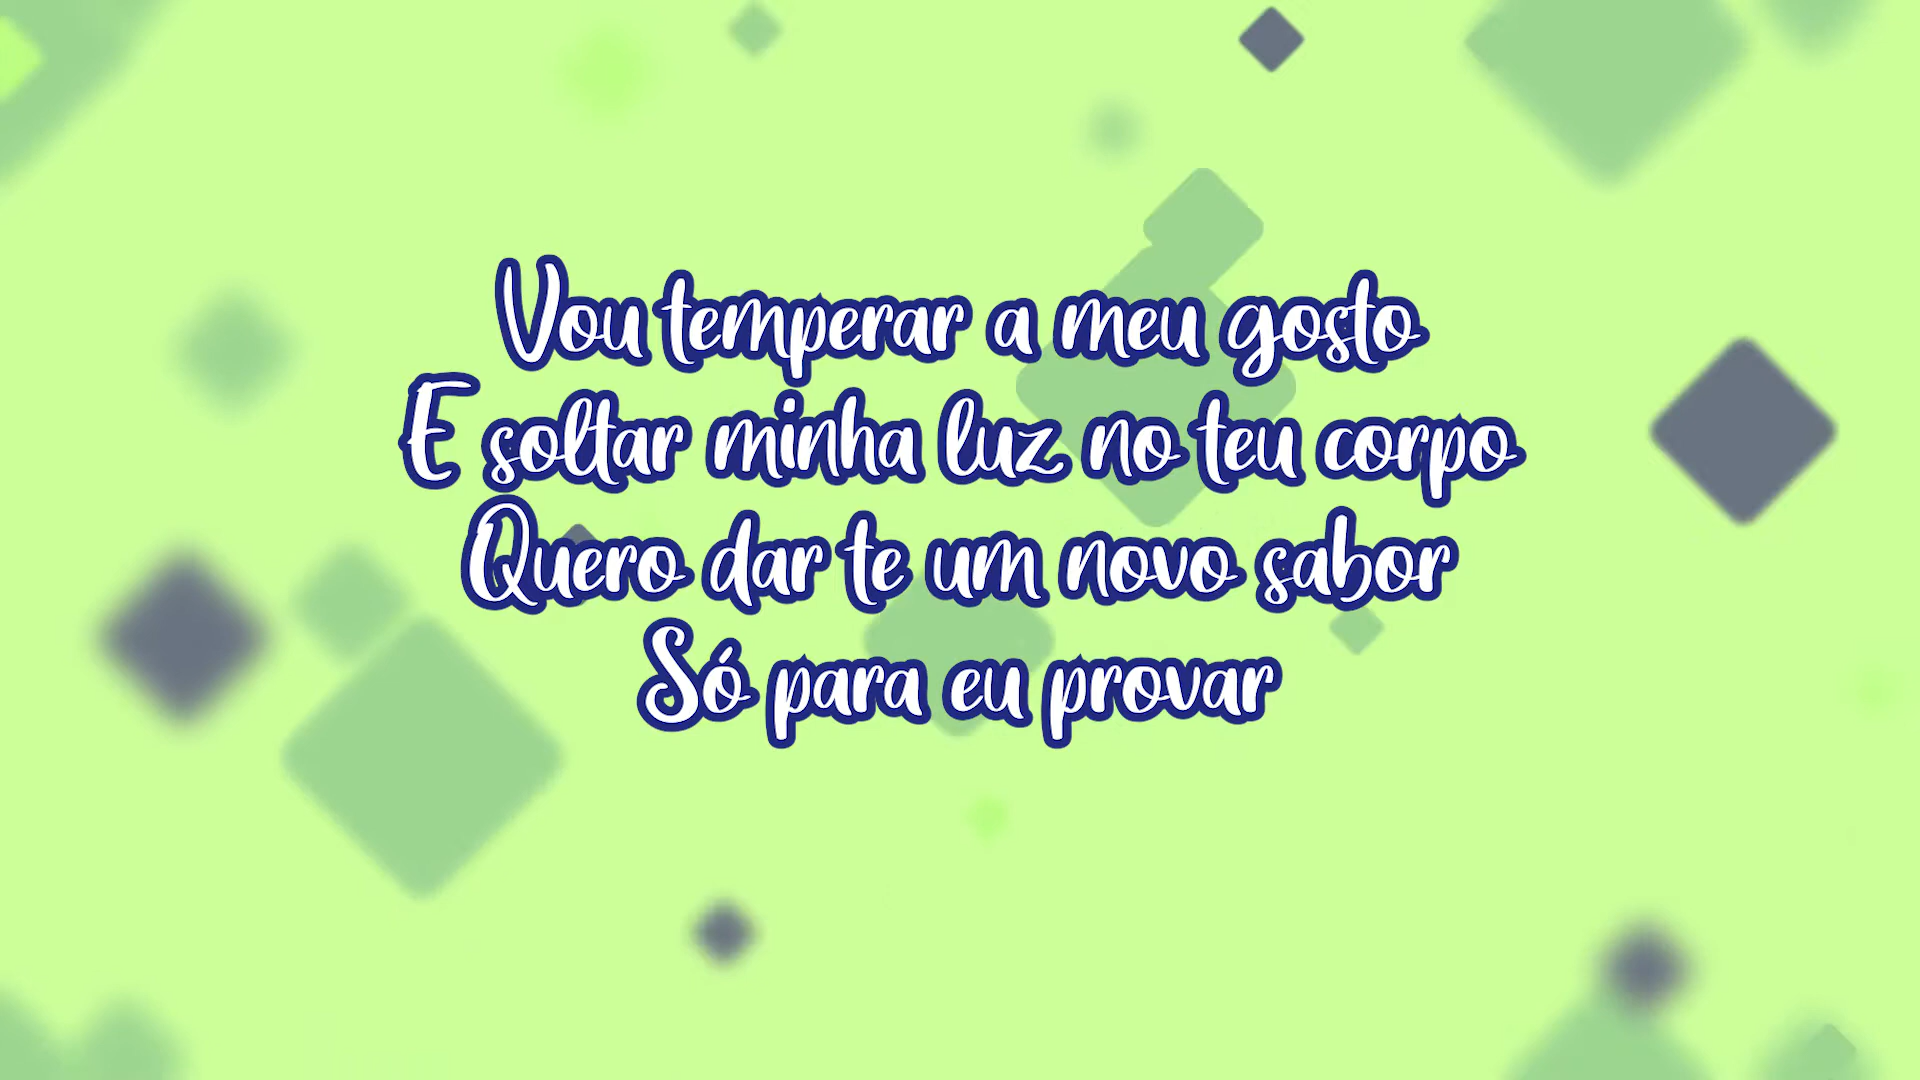 Vou temperar a meu gosto
E soltar minha luz no teu corpo
Quero dar te um novo sabor
Só para eu provar